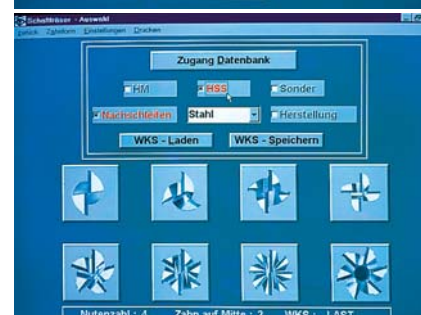 Schaftfräser - Auswahl
Zurück Zahnform Einstellungen Drucken
Zugang Datenbank
HM HSS Sonder
Nachschleifen Stahl Herstellung
WKS - Laden WKS - Speichern
Nutenzahl : 4 Zahn auf Mitte : 2 WKS : LAST